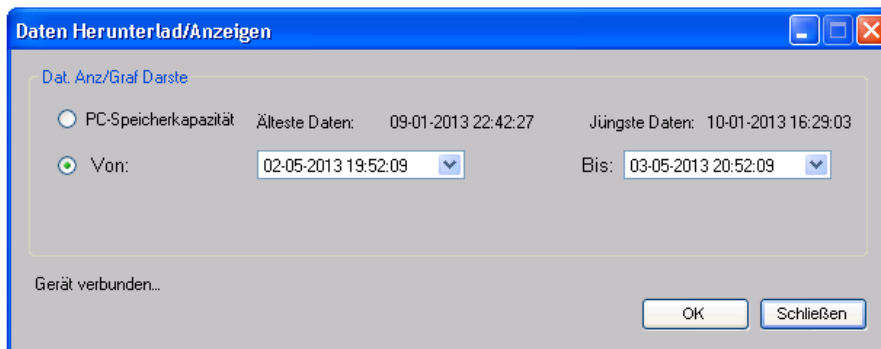 Daten Herunterlad/Anzeigen
Dat. Anz/Graf Darste
PC-Speicherkapazität Älteste Daten: 09-01-2013 22:42:27 Jüngste Daten: 10-01-2013 16:29:03
Von: 02-05-2013 19:52:09 Bis: 03-05-2013 20:52:09
Gerät verbunden...
OK Schließen